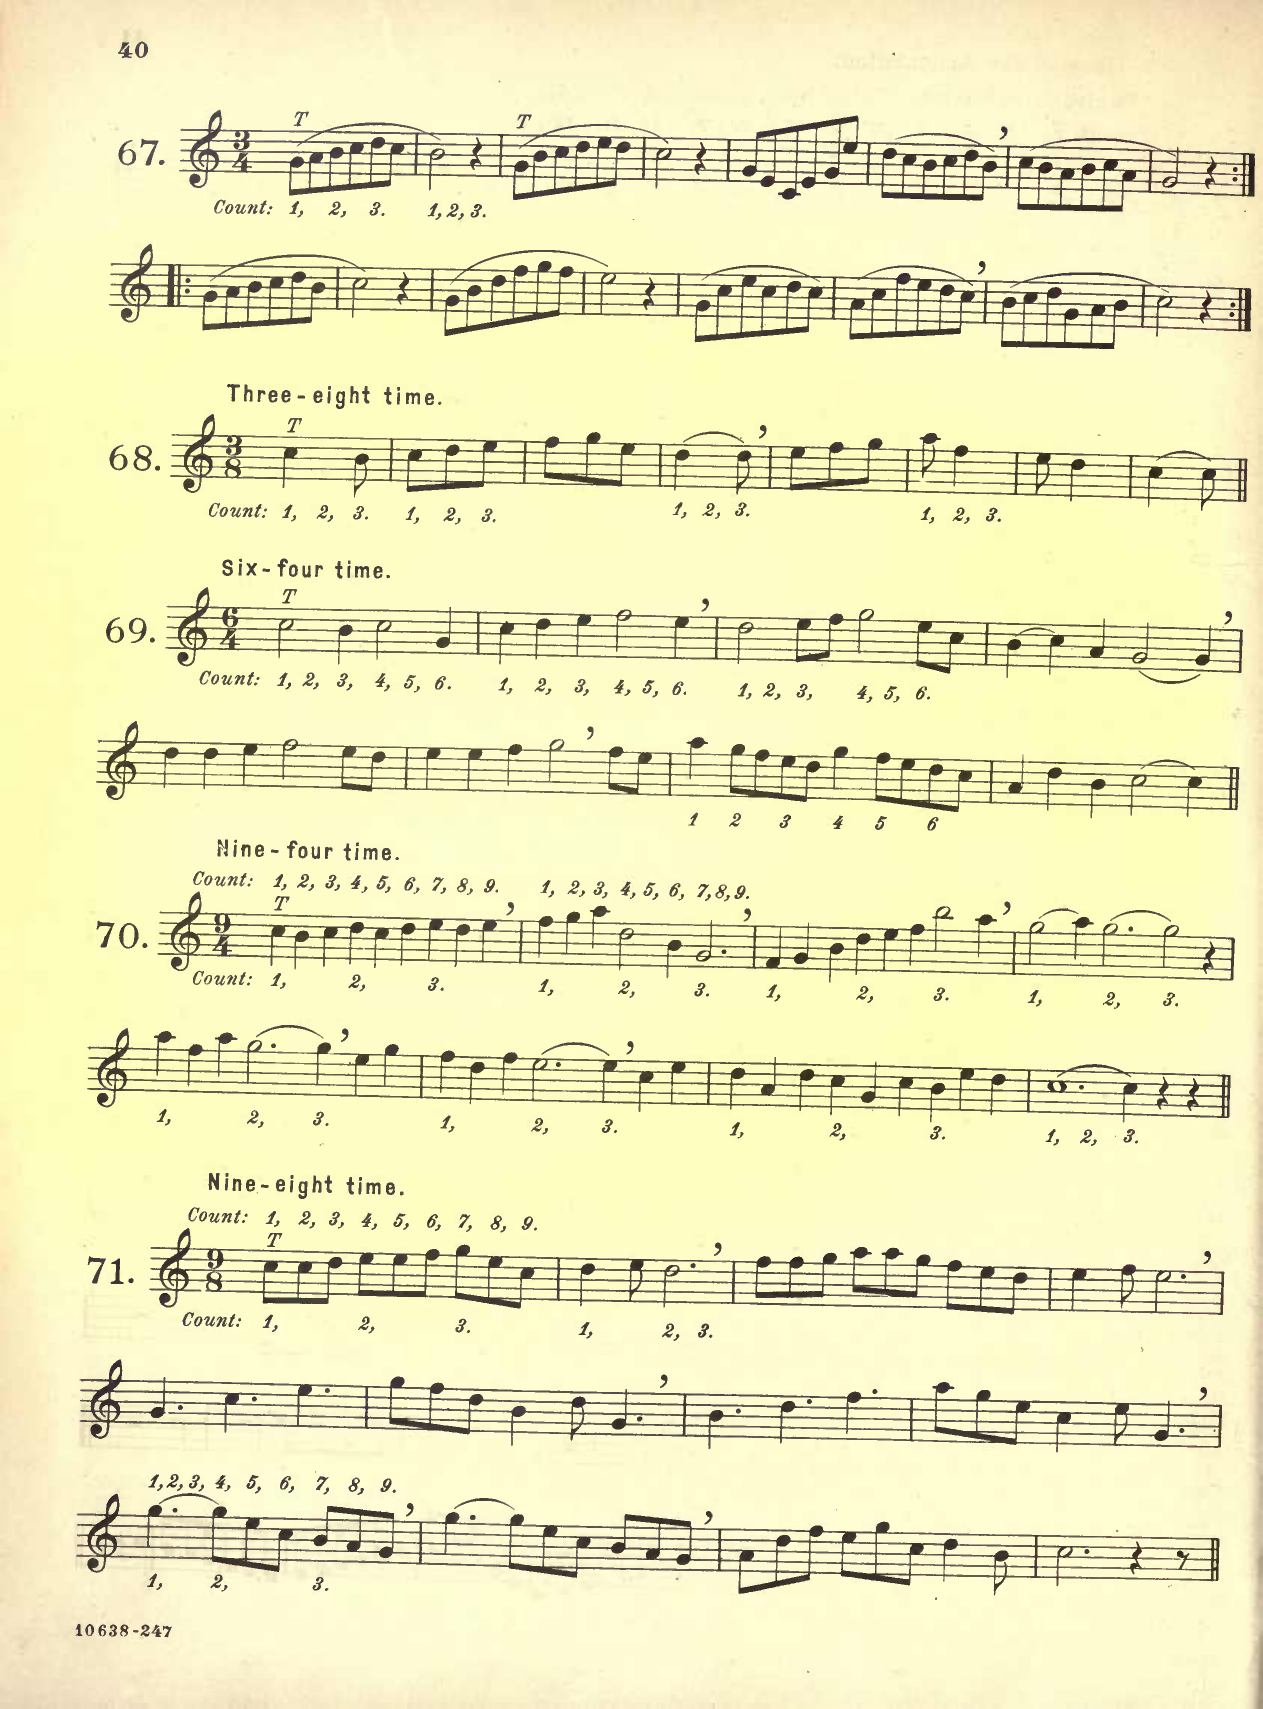 40
T T
67. 3 4
Count: 1, 2, 3. 1, 2, 3.
Three-eight time.
T
68. 3 8
Count: 1, 2, 3. 1, 2, 3. 1, 2, 3. 1, 2, 3.
Six-four time.
T
69. 6 4
Count: 1, 2, 3, 4, 5, 6. 1, 2, 3, 4, 5, 6. 1, 2, 3, 4, 5, 6.
1 2 3 4 5 6
Nine-four time.
Count: 1, 2, 3, 4, 5, 6, 7, 8, 9. 1, 2, 3, 4, 5, 6, 7, 8, 9.
T
70. 9 4
Count: 1, 2, 3. 1, 2, 3. 1, 2, 3. 1, 2, 3.
1, 2, 3. 1, 2, 3. 1, 2, 3. 1, 2, 3.
Nine-eight time.
Count: 1, 2, 3, 4, 5, 6, 7, 8, 9.
T
71. 9 8
Count: 1, 2, 3. 1, 2, 3.
1, 2, 3, 4, 5, 6, 7, 8, 9.
1, 2, 3.
10638-247